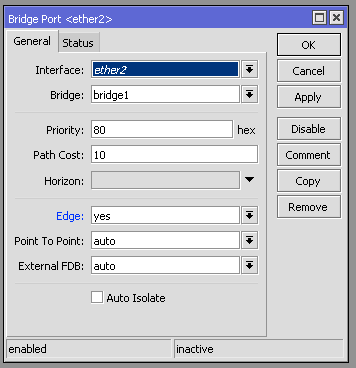 Bridge Port <ether2>
General Status
Interface: ether2
Bridge: bridge1
Priority: 80 hex
Path Cost: 10
Horizon:
Edge: yes
Point To Point: auto
External FDB: auto
Auto Isolate
OK
Cancel
Apply
Disable
Comment
Copy
Remove
enabled inactive